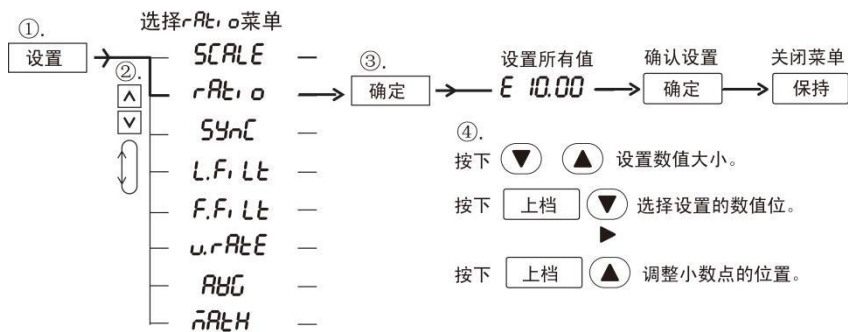 ①.
选择rAtio菜单
设置
②.
SCALE
rAtio
SYnC
L.FiLt
F.FiLt
u.rAtE
AVG
mAtH
③.
确定
设置所有值
E 10.00
确认设置
确定
关闭菜单
保持
④.
按下 ▼ ▲ 设置数值大小。
按下 上档 ▼ 选择设置的数值位。
▶
按下 上档 ▲ 调整小数点的位置。